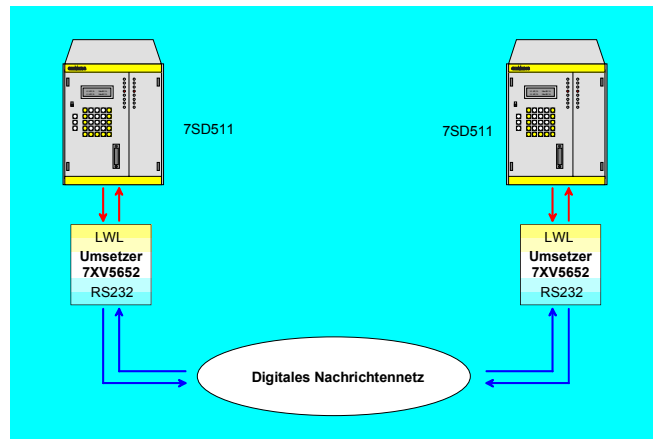 7SD511
7SD511
LWL
Umsetzer
7XV5652
RS232
LWL
Umsetzer
7XV5652
RS232
Digitales Nachrichtennetz